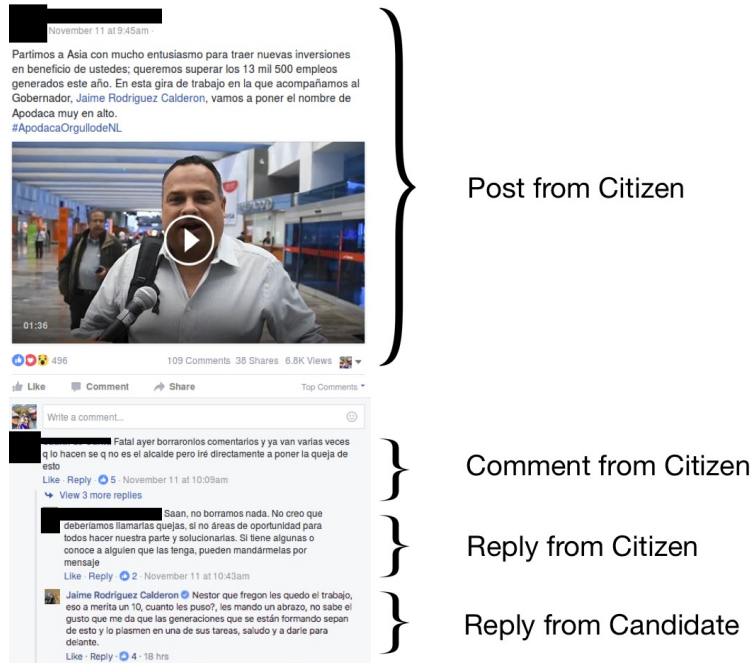 November 11 at 9:45am ·
Partimos a Asia con mucho entusiasmo para traer nuevas inversiones
en beneficio de ustedes; queremos superar los 13 mil 500 empleos
generados este año. En esta gira de trabajo en la que acompañamos al
Gobernador, Jaime Rodriguez Calderon, vamos a poner el nombre de
Apodaca muy en alto.
#ApodacaOrgullodeNL
01:36
496 109 Comments 38 Shares 6.8K Views
Like Comment Share Top Comments
Post from Citizen
Write a comment...
Fatal ayer borraronlos comentarios y ya van varias veces
q lo hacen se q no es el alcalde pero iré directamente a poner la queja de
esto
Like · Reply · 5 · November 11 at 10:09am
View 3 more replies
Comment from Citizen
Saan, no borramos nada. No creo que
deberíamos llamarlas quejas, si no áreas de oportunidad para
todos hacer nuestra parte y solucionarlas. Si tiene algunas o
conoce a alguien que las tenga, pueden mandármelas por
mensaje
Like · Reply · 2 · November 11 at 10:43am
Reply from Citizen
Jaime Rodriguez Calderon Nestor que fregon les quedo el trabajo,
eso a merita un 10, cuanto les puso?, les mando un abrazo, no sabe el
gusto que me da que las generaciones que se están formando sepan
de esto y lo plasmen en una de sus tareas, saludo y a darle para
delante.
Like · Reply · 4 · 18 hrs
Reply from Candidate